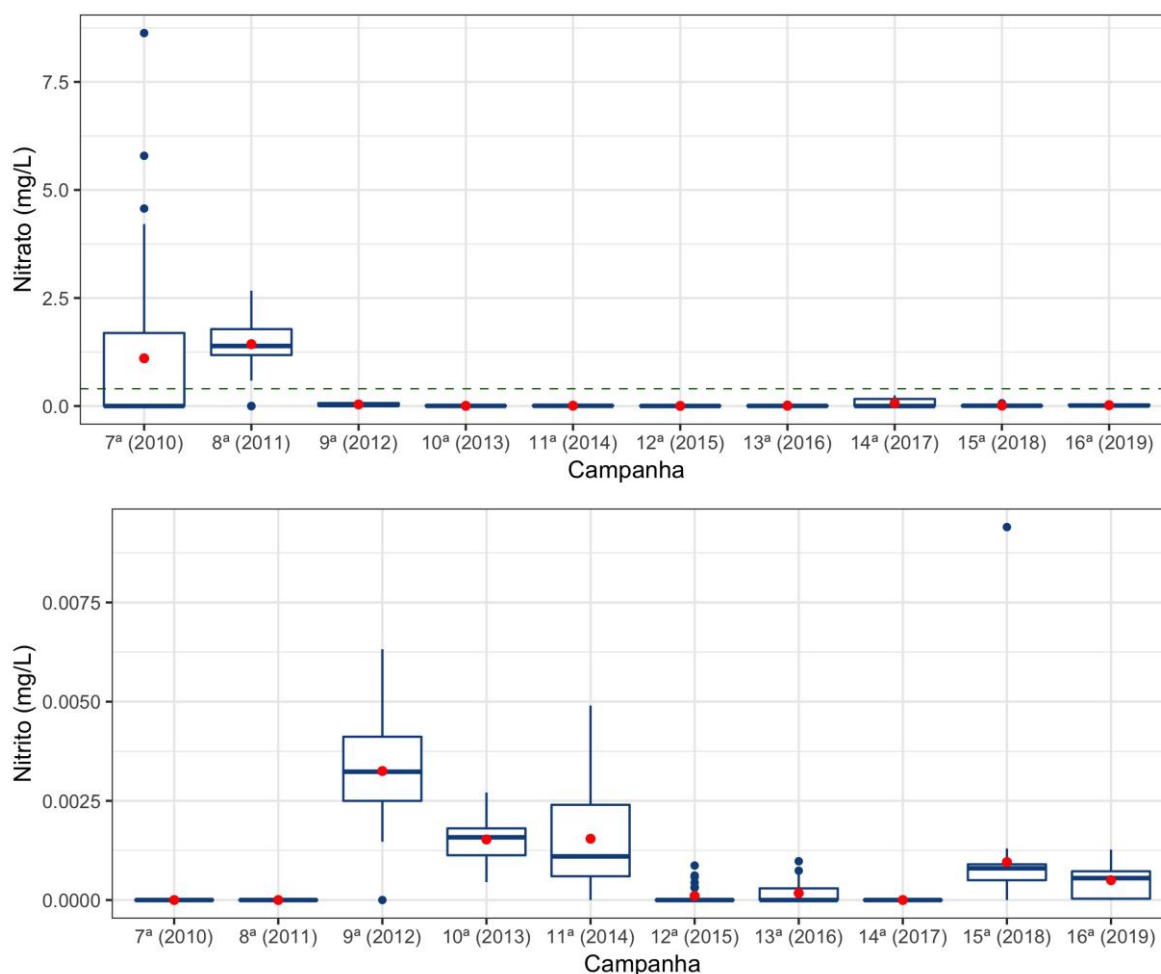 Nitrato (mg/L)
7.5
5.0
2.5
0.0
7ª (2010) 8ª (2011) 9ª (2012) 10ª (2013) 11ª (2014) 12ª (2015) 13ª (2016) 14ª (2017) 15ª (2018) 16ª (2019)
Campanha
Nitrito (mg/L)
0.0075
0.0050
0.0025
0.0000
7ª (2010) 8ª (2011) 9ª (2012) 10ª (2013) 11ª (2014) 12ª (2015) 13ª (2016) 14ª (2017) 15ª (2018) 16ª (2019)
Campanha